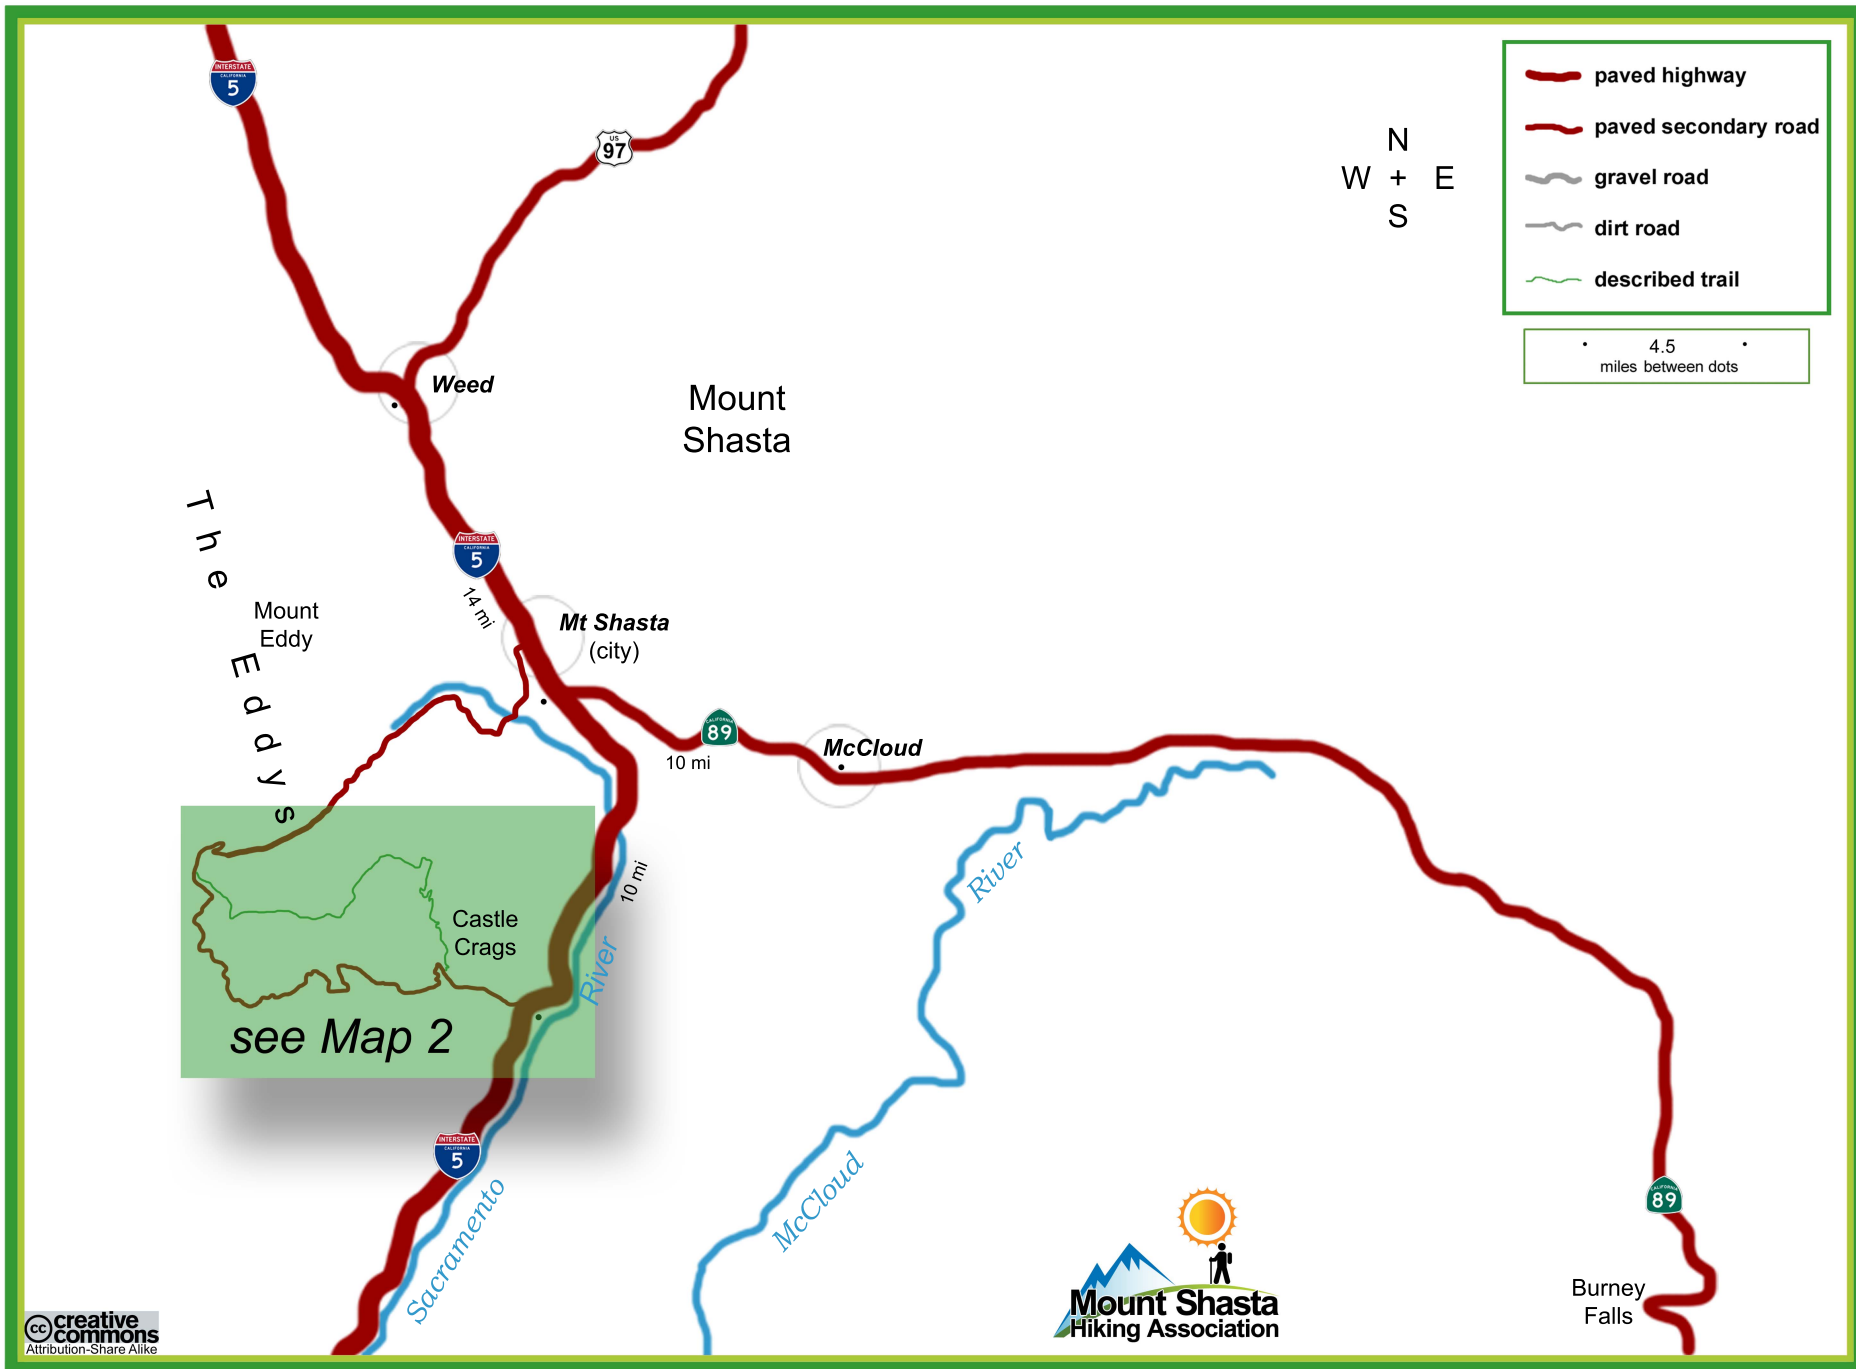 INTERSTATE
CALIFORNIA
5
US
97
N
W + E
S
paved highway
paved secondary road
gravel road
dirt road
described trail
4.5
miles between dots
Weed
Mount
Shasta
The Eddys
INTERSTATE
CALIFORNIA
5
14 mi
Mount
Eddy
Mt Shasta
(city)
CALIFORNIA
89
10 mi
McCloud
River
10 mi
Castle
Crags
River
see Map 2
INTERSTATE
CALIFORNIA
5
Sacramento
McCloud
CALIFORNIA
89
Burney
Falls
Mount Shasta
Hiking Association
cc creative
commons
Attribution-Share Alike